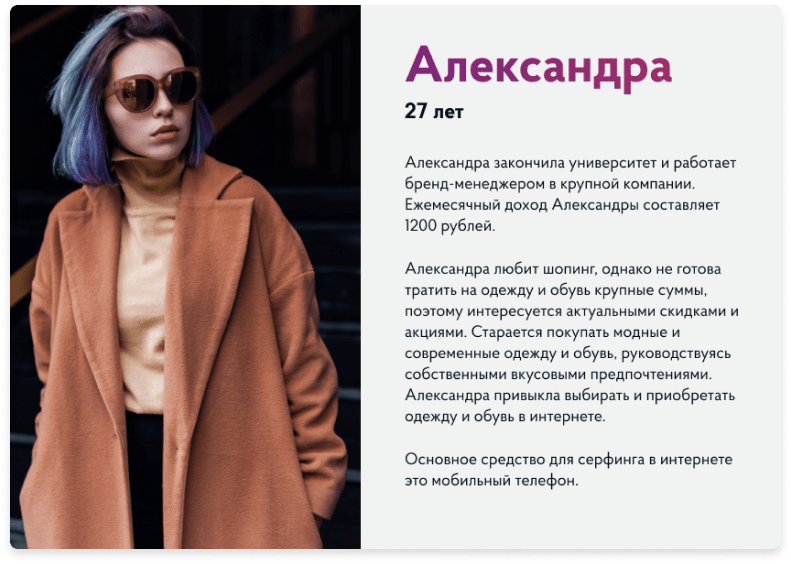 Александра
27 лет
Александра закончила университет и работает
бренд-менеджером в крупной компании.
Ежемесячный доход Александры составляет
1200 рублей.
Александра любит шопинг, однако не готова
тратить на одежду и обувь крупные суммы,
поэтому интересуется актуальными скидками и
акциями. Старается покупать модные и
современные одежду и обувь, руководствуясь
собственными вкусовыми предпочтениями.
Александра привыкла выбирать и приобретать
одежду и обувь в интернете.
Основное средство для серфинга в интернете
это мобильный телефон.